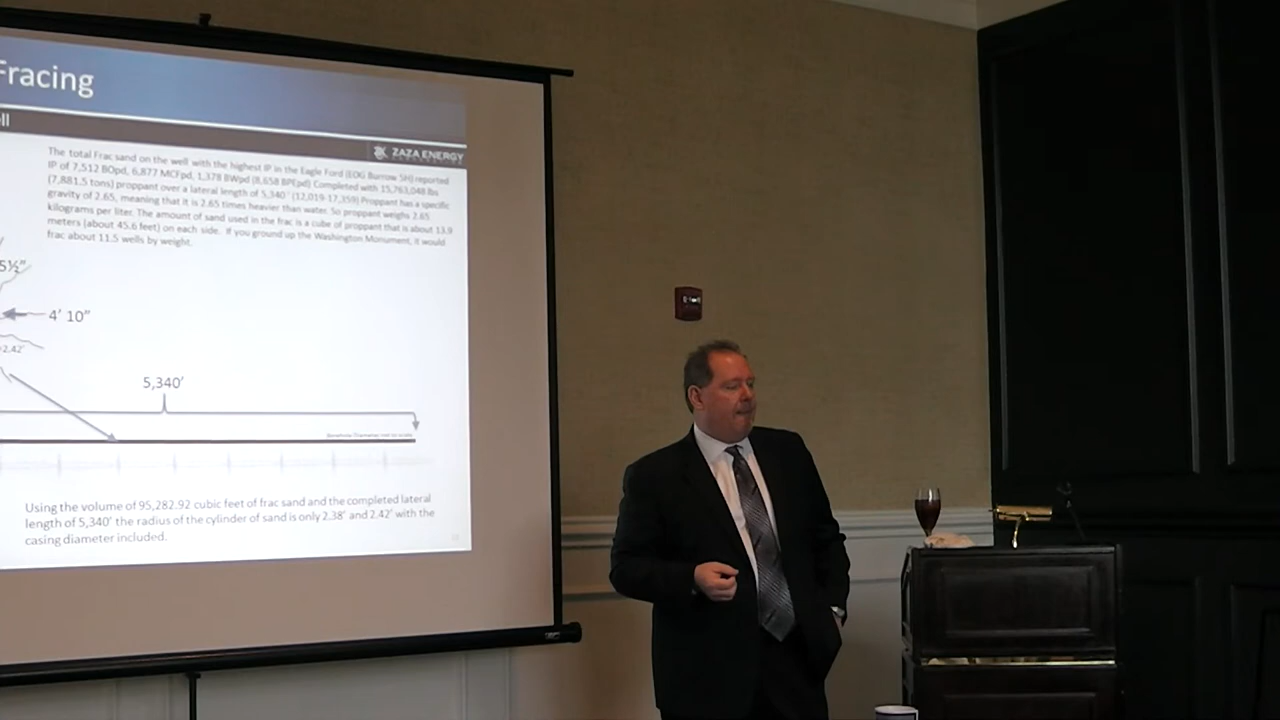 Fracing
ll
ZAZA ENERGY
The total Frac sand on the well with the highest IP in the Eagle Ford (EOG Burrow 5H) reported
IP of 7,512 BOpd, 6,877 MCFpd, 1,378 BWpd (8,658 BPEpd) Completed with 15,763,048 lbs
(7,881.5 tons) proppant over a lateral length of 5,340' (12,019-17,359) Proppant has a specific
gravity of 2.65, meaning that it is 2.65 times heavier than water. So proppant weighs 2.65
kilograms per liter. The amount of sand used in the frac is a cube of proppant that is about 13.9
meters (about 45.6 feet) on each side. If you ground up the Washington Monument, it would
frac about 11.5 wells by weight.
5½"
4' 10"
2.42'
5,340'
Borehole Diameter not to scale
Using the volume of 95,282.92 cubic feet of frac sand and the completed lateral
length of 5,340' the radius of the cylinder of sand is only 2.38' and 2.42' with the
casing diameter included.